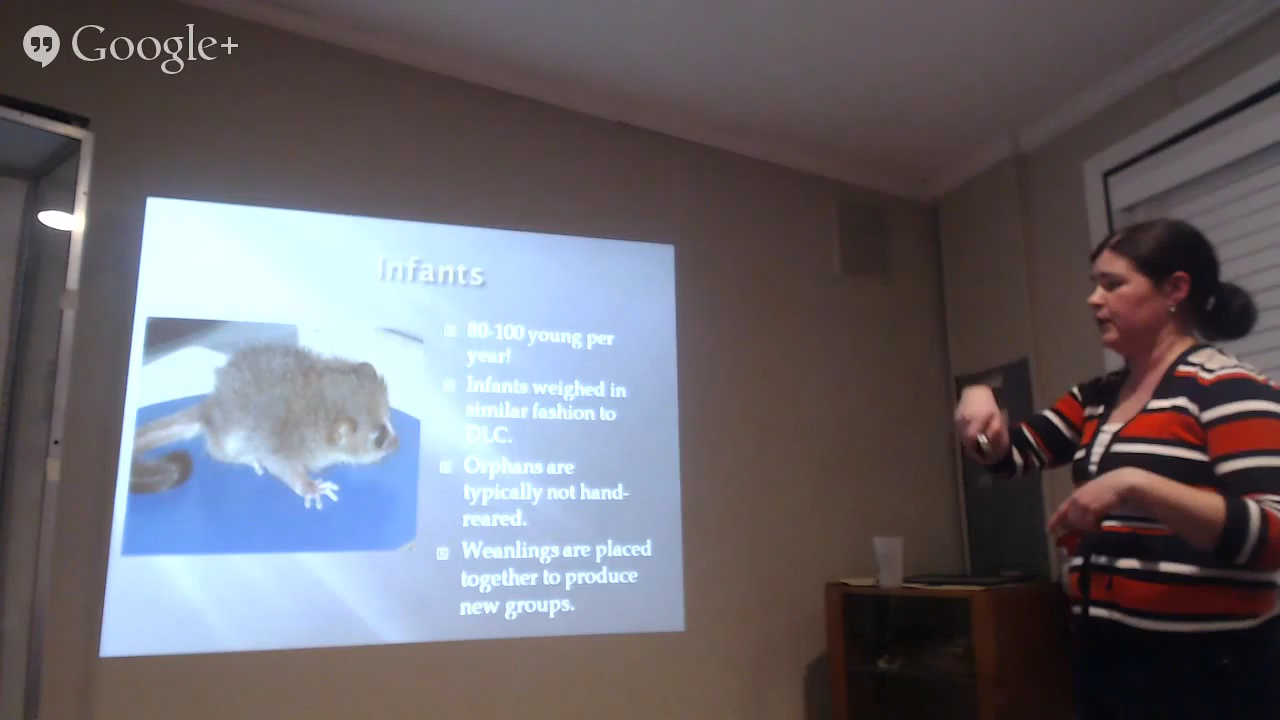 Google+
Infants
80-100 young per
year!
Infants weighed in
similar fashion to
DLC.
Orphans are
typically not hand-
reared.
Weanlings are placed
together to produce
new groups.